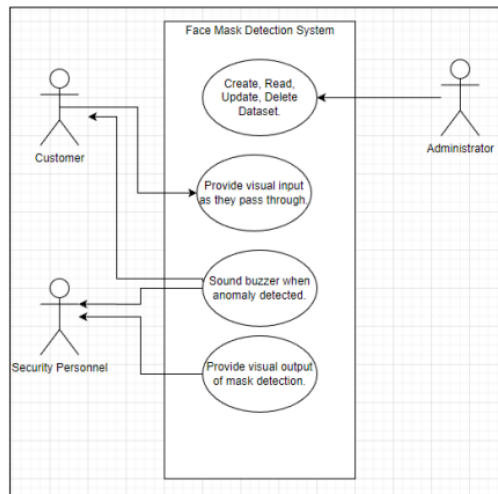 Face Mask Detection System
Create, Read,
Update, Delete
Dataset.
Customer
Administrator
Provide visual input
as they pass through.
Sound buzzer when
anomaly detected.
Security Personnel
Provide visual output
of mask detection.